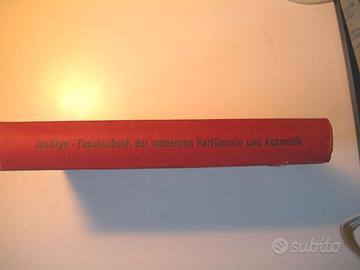 Janistyn - Taschenbuch der modernen Parfümerie und Kosmetik
subito